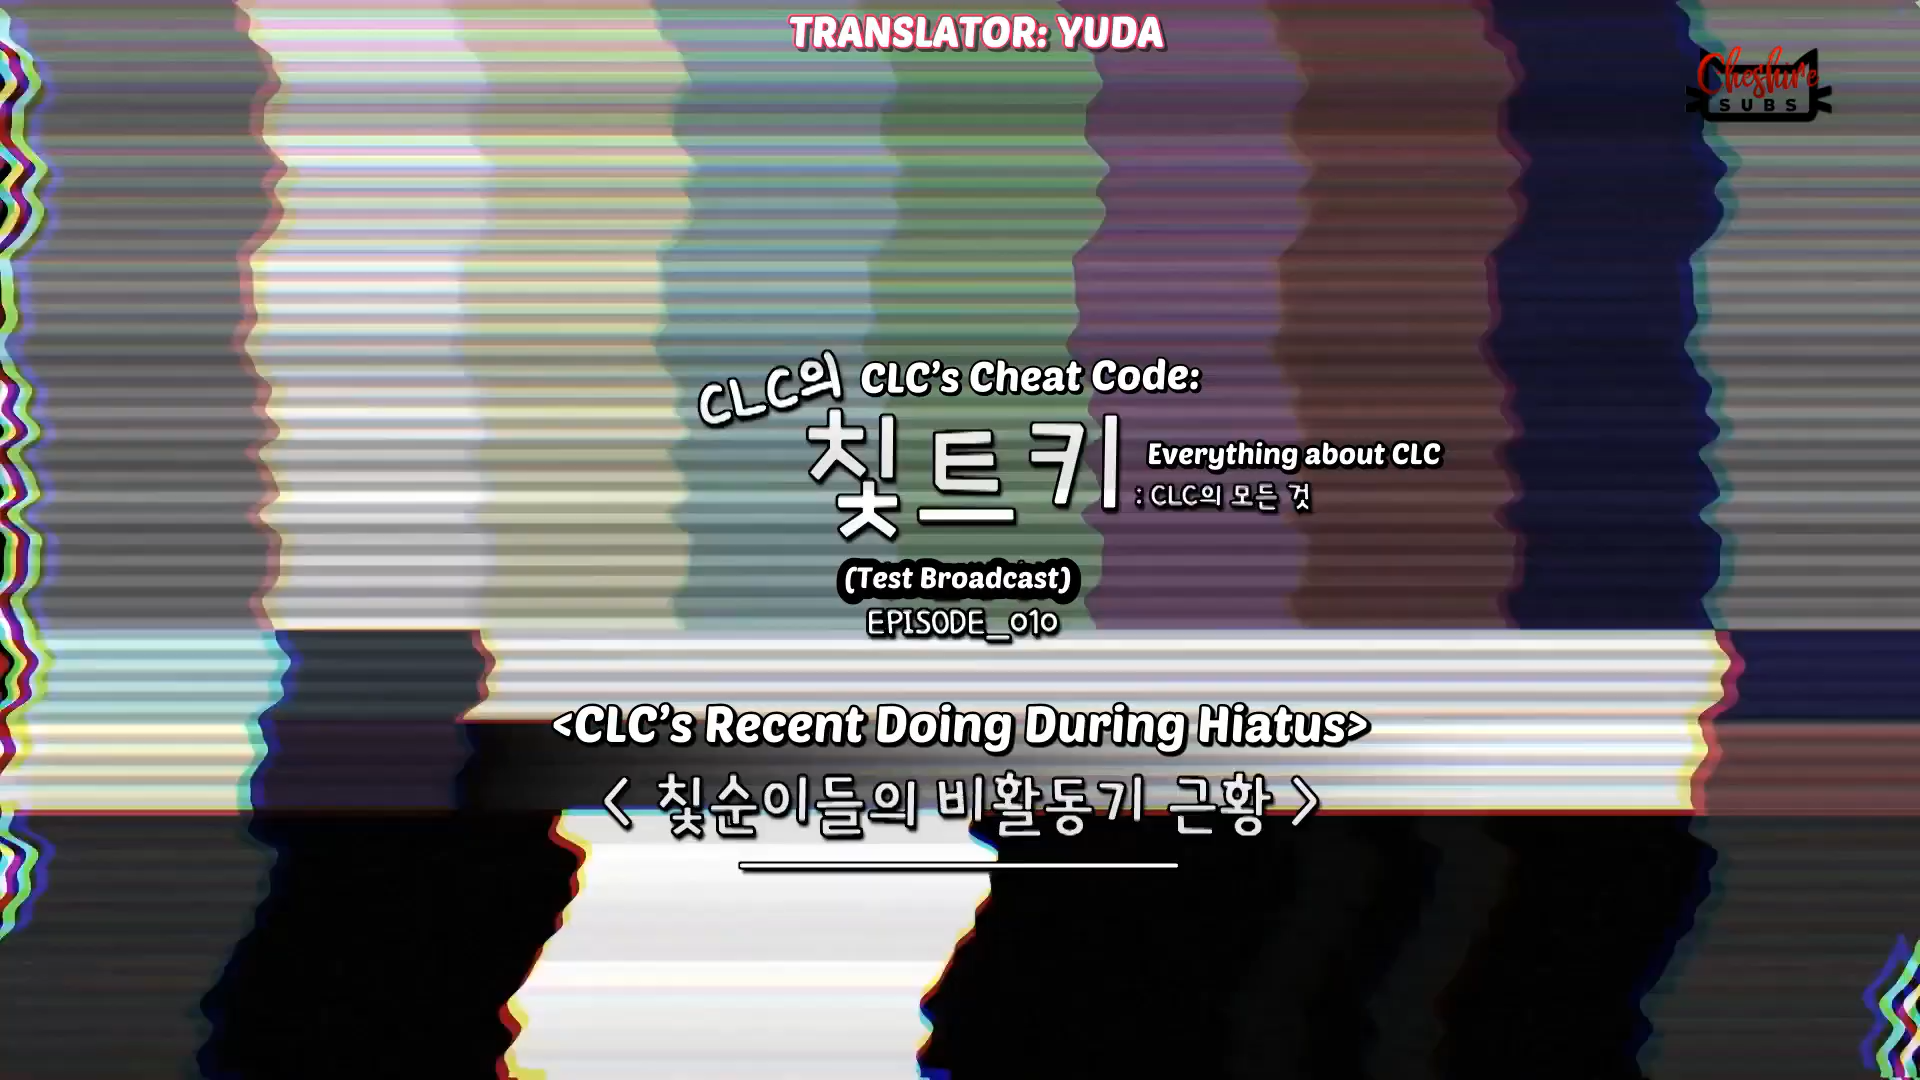 TRANSLATOR: YUDA
Cheshire
SUBS
CLC의
CLC's Cheat Code:
칯트키
Everything about CLC
: CLC의 모든 것
(Test Broadcast)
EPISODE_010
<CLC's Recent Doing During Hiatus>
< 칯순이들의 비활동기 근황 >